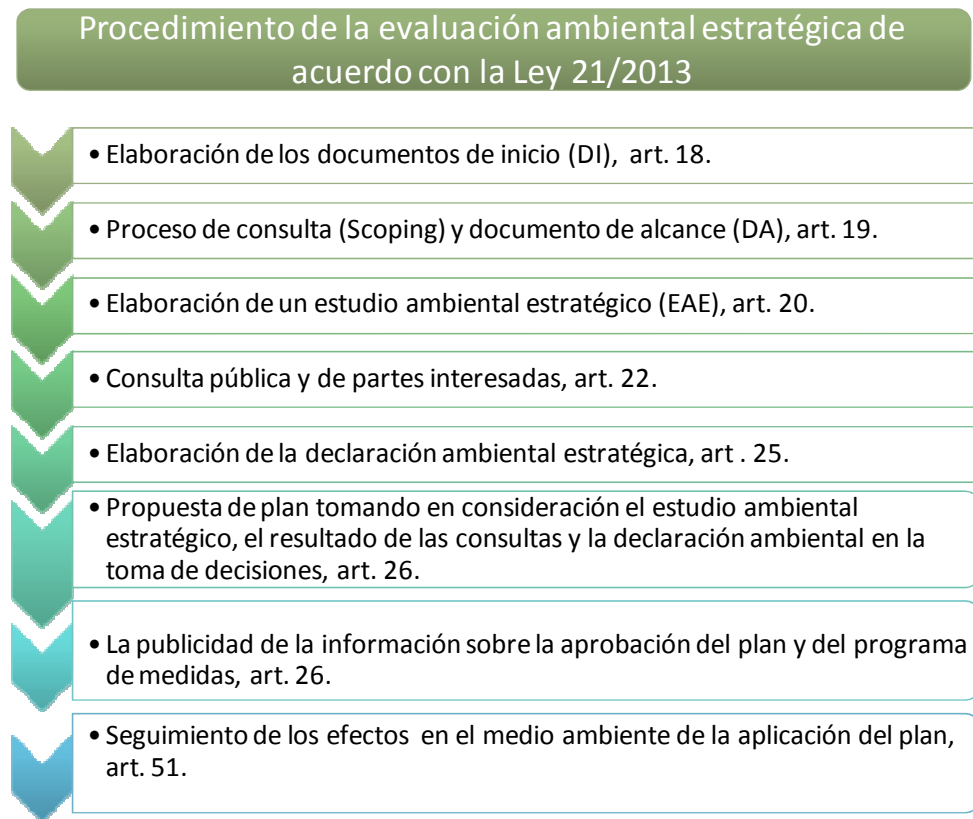 Procedimiento de la evaluación ambiental estratégica de
acuerdo con la Ley 21/2013
• Elaboración de los documentos de inicio (DI), art. 18.
• Proceso de consulta (Scoping) y documento de alcance (DA), art. 19.
• Elaboración de un estudio ambiental estratégico (EAE), art. 20.
• Consulta pública y de partes interesadas, art. 22.
• Elaboración de la declaración ambiental estratégica, art . 25.
• Propuesta de plan tomando en consideración el estudio ambiental
estratégico, el resultado de las consultas y la declaración ambiental en la
toma de decisiones, art. 26.
• La publicidad de la información sobre la aprobación del plan y del programa
de medidas, art. 26.
• Seguimiento de los efectos en el medio ambiente de la aplicación del plan,
art. 51.